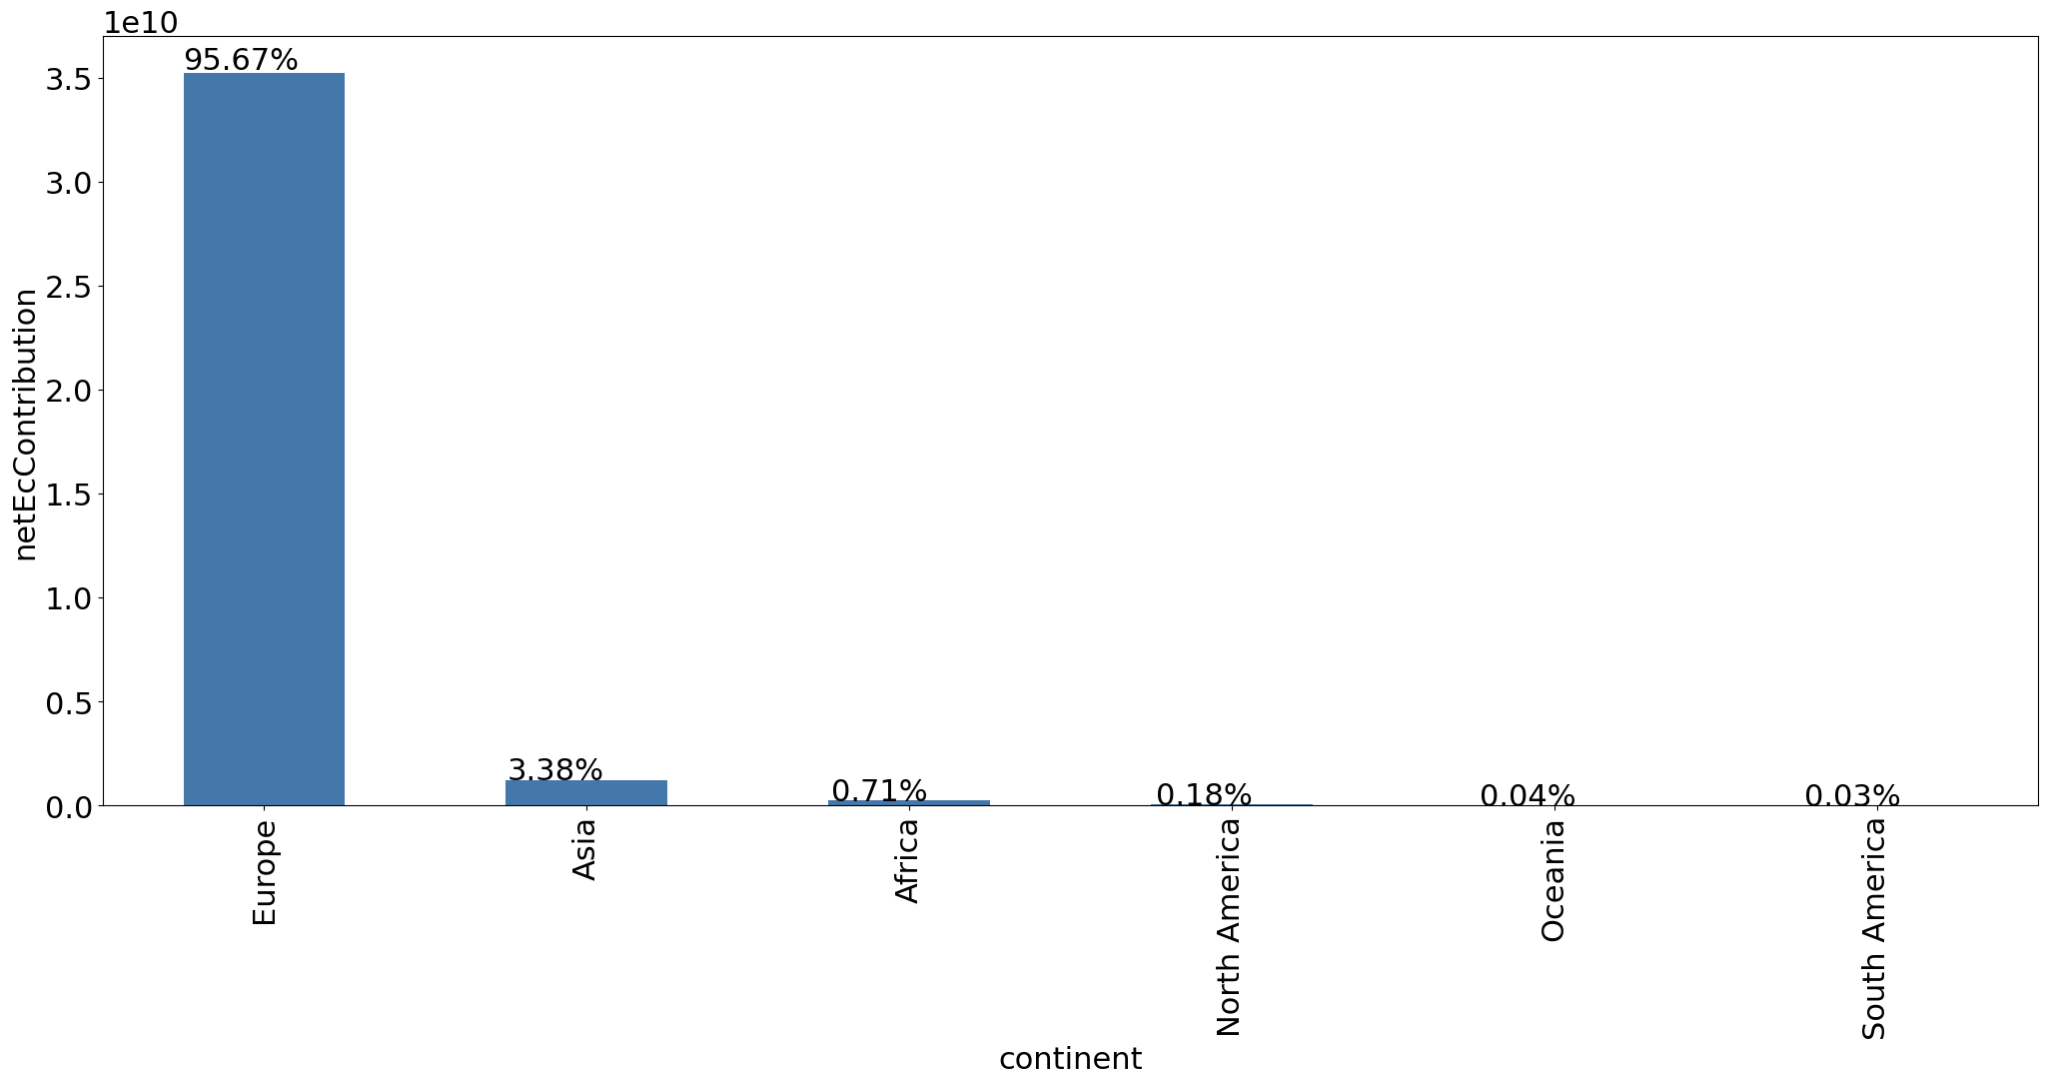 1e10
95.67%
3.5
3.0
2.5
2.0
1.5
1.0
0.5
0.0
netEcContribution
3.38%
0.71%
0.18%
0.04%
0.03%
Europe
Asia
Africa
North America
Oceania
South America
continent